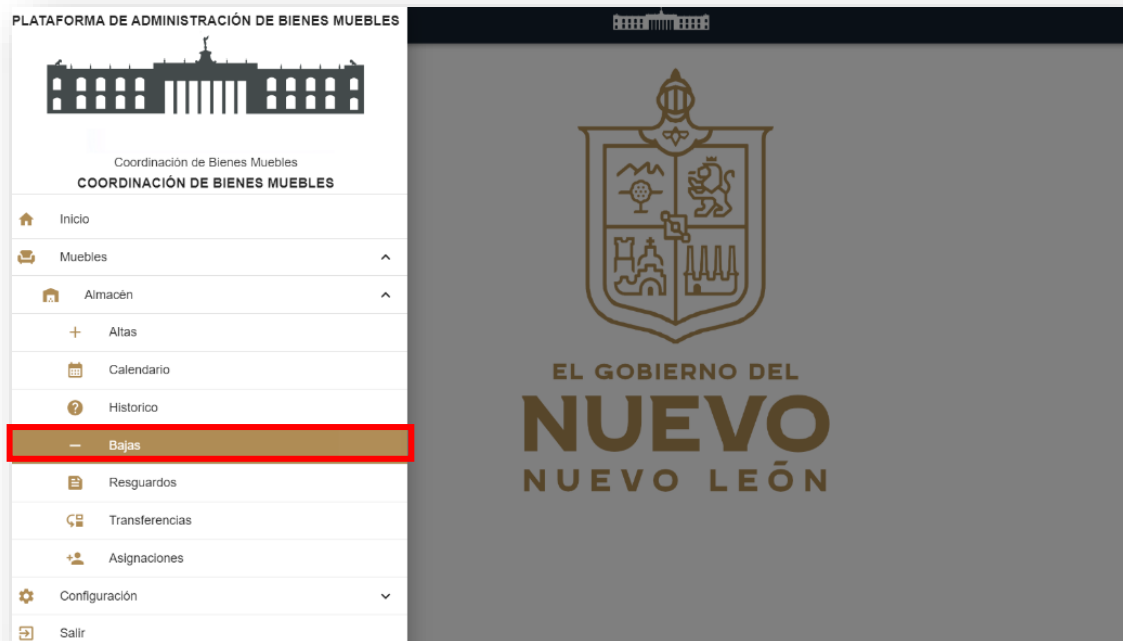 PLATAFORMA DE ADMINISTRACIÓN DE BIENES MUEBLES
Coordinación de Bienes Muebles
COORDINACIÓN DE BIENES MUEBLES
Inicio
Muebles
Almacén
Altas
Calendario
Historico
Bajas
Resguardos
Transferencias
Asignaciones
Configuración
Salir
EL GOBIERNO DEL
NUEVO
NUEVO LEÓN